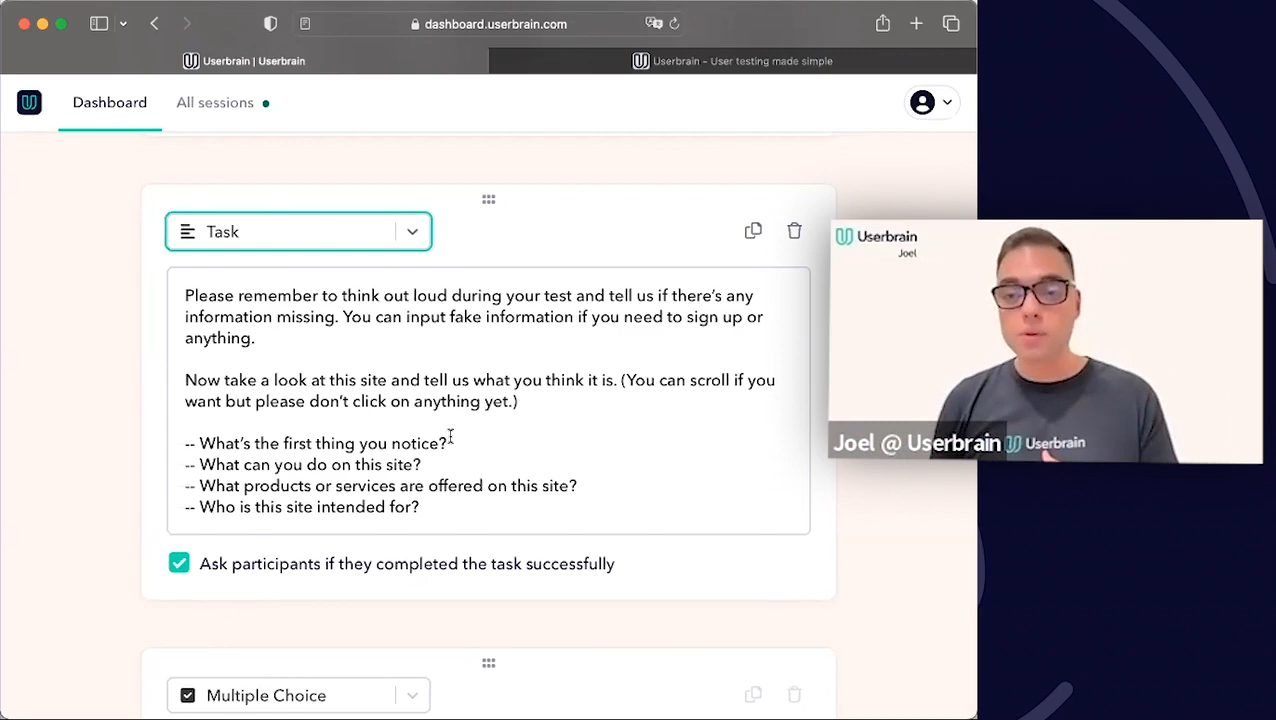 dashboard.userbrain.com
Userbrain | Userbrain
Userbrain – User testing made simple
Dashboard
All sessions
Task
Please remember to think out loud during your test and tell us if there's any
information missing. You can input fake information if you need to sign up or
anything.
Now take a look at this site and tell us what you think it is. (You can scroll if you
want but please don't click on anything yet.)
-- What's the first thing you notice?
-- What can you do on this site?
-- What products or services are offered on this site?
-- Who is this site intended for?
Ask participants if they completed the task successfully
Multiple Choice
Userbrain
Joel
Joel @ Userbrain
Userbrain